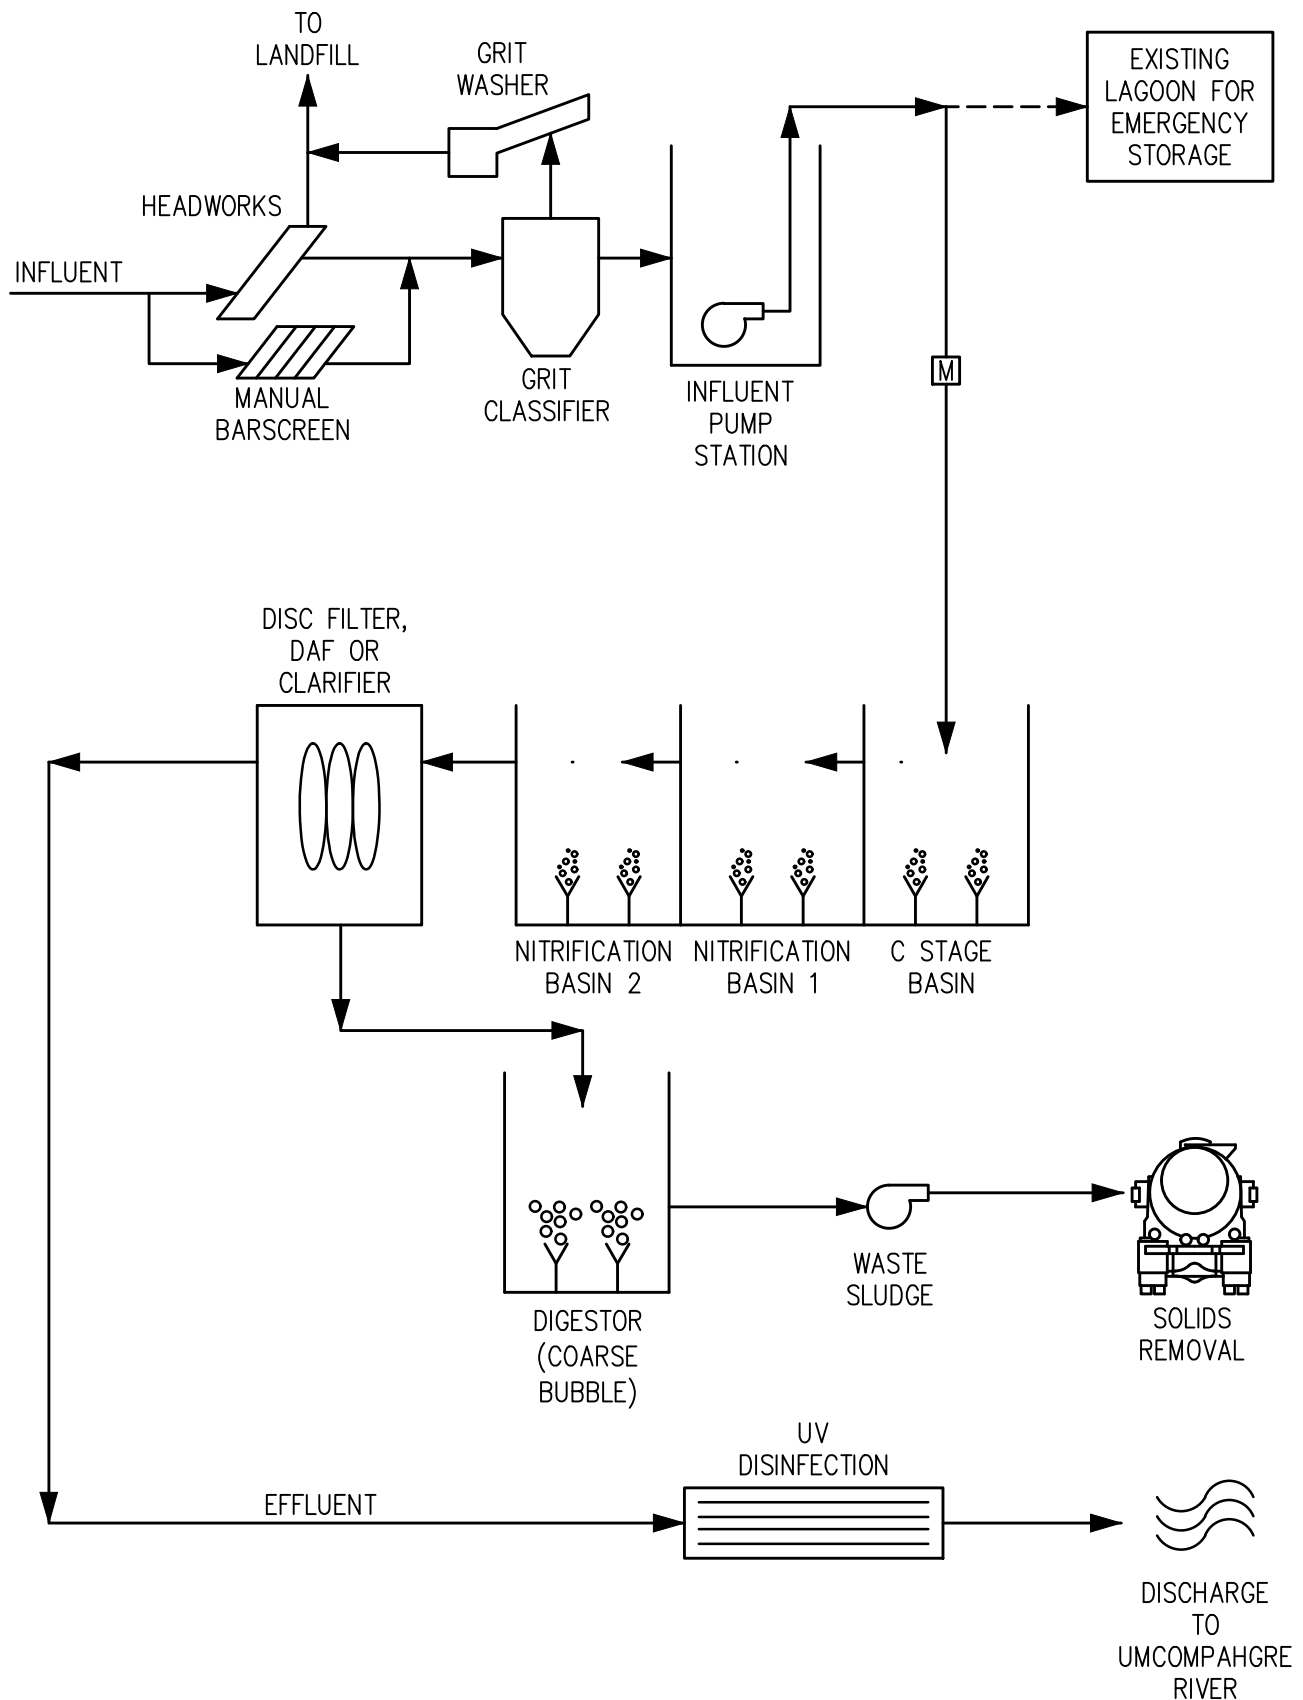 TO
LANDFILL
GRIT
WASHER
EXISTING
LAGOON FOR
EMERGENCY
STORAGE
HEADWORKS
INFLUENT
MANUAL
BARSCREEN
GRIT
CLASSIFIER
INFLUENT
PUMP
STATION
M
DISC FILTER,
DAF OR
CLARIFIER
NITRIFICATION
BASIN 2
NITRIFICATION
BASIN 1
C STAGE
BASIN
DIGESTOR
(COARSE
BUBBLE)
WASTE
SLUDGE
SOLIDS
REMOVAL
UV
DISINFECTION
EFFLUENT
DISCHARGE
TO
UMCOMPAHGRE
RIVER